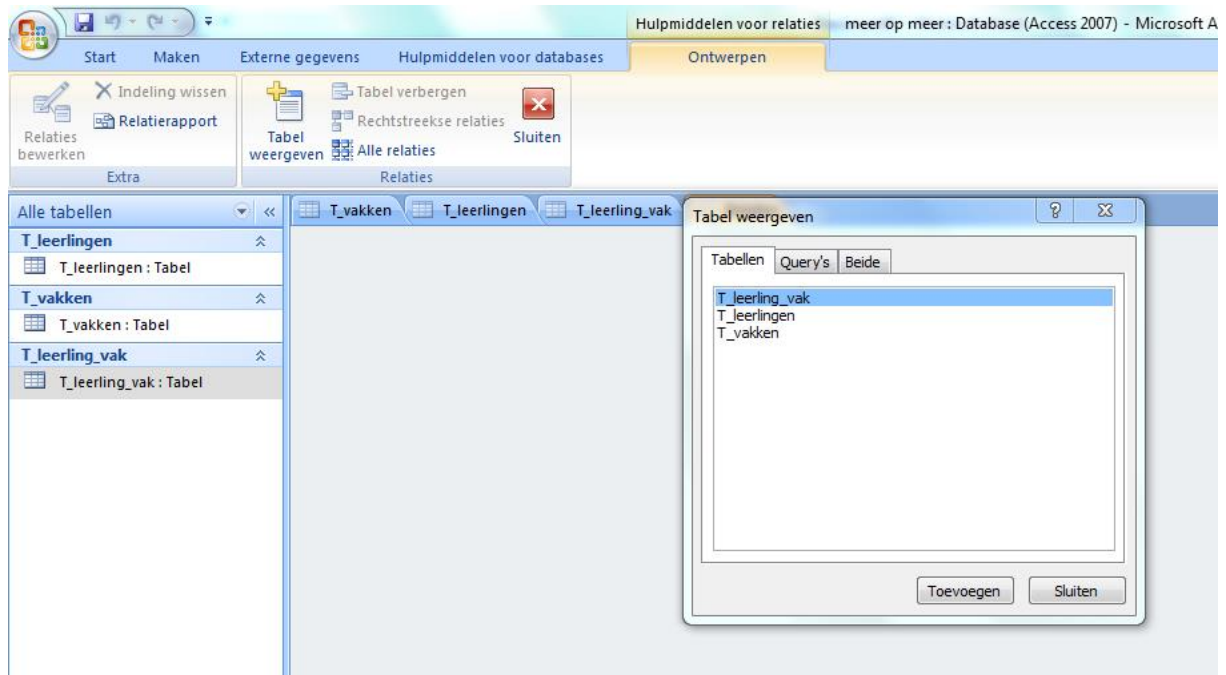 Hulpmiddelen voor relaties meer op meer : Database (Access 2007) - Microsoft A
Start Maken Externe gegevens Hulpmiddelen voor databases Ontwerpen
Relaties bewerken
Indeling wissen
Relatierapport
Extra
Tabel weergeven
Tabel verbergen
Rechtstreekse relaties
Alle relaties
Sluiten
Relaties
Alle tabellen
T_leerlingen
T_leerlingen : Tabel
T_vakken
T_vakken : Tabel
T_leerling_vak
T_leerling_vak : Tabel
T_vakken T_leerlingen T_leerling_vak
Tabel weergeven
Tabellen Query's Beide
T_leerling_vak
T_leerlingen
T_vakken
Toevoegen Sluiten